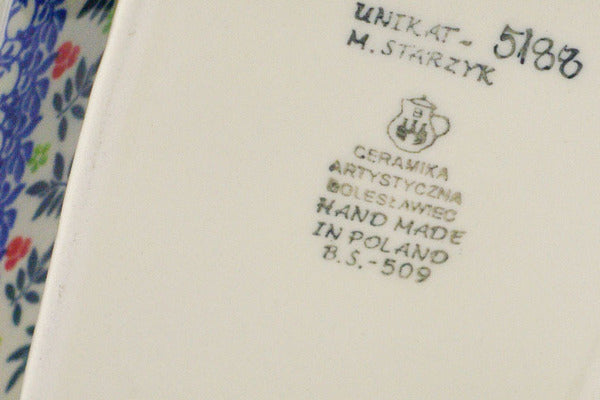 UNIKAT- 5188
M. STARZYK
CERAMIKA
ARTYSTYCZNA
BOLESŁAWIEC
HAND MADE
IN POLAND
B.S.-509